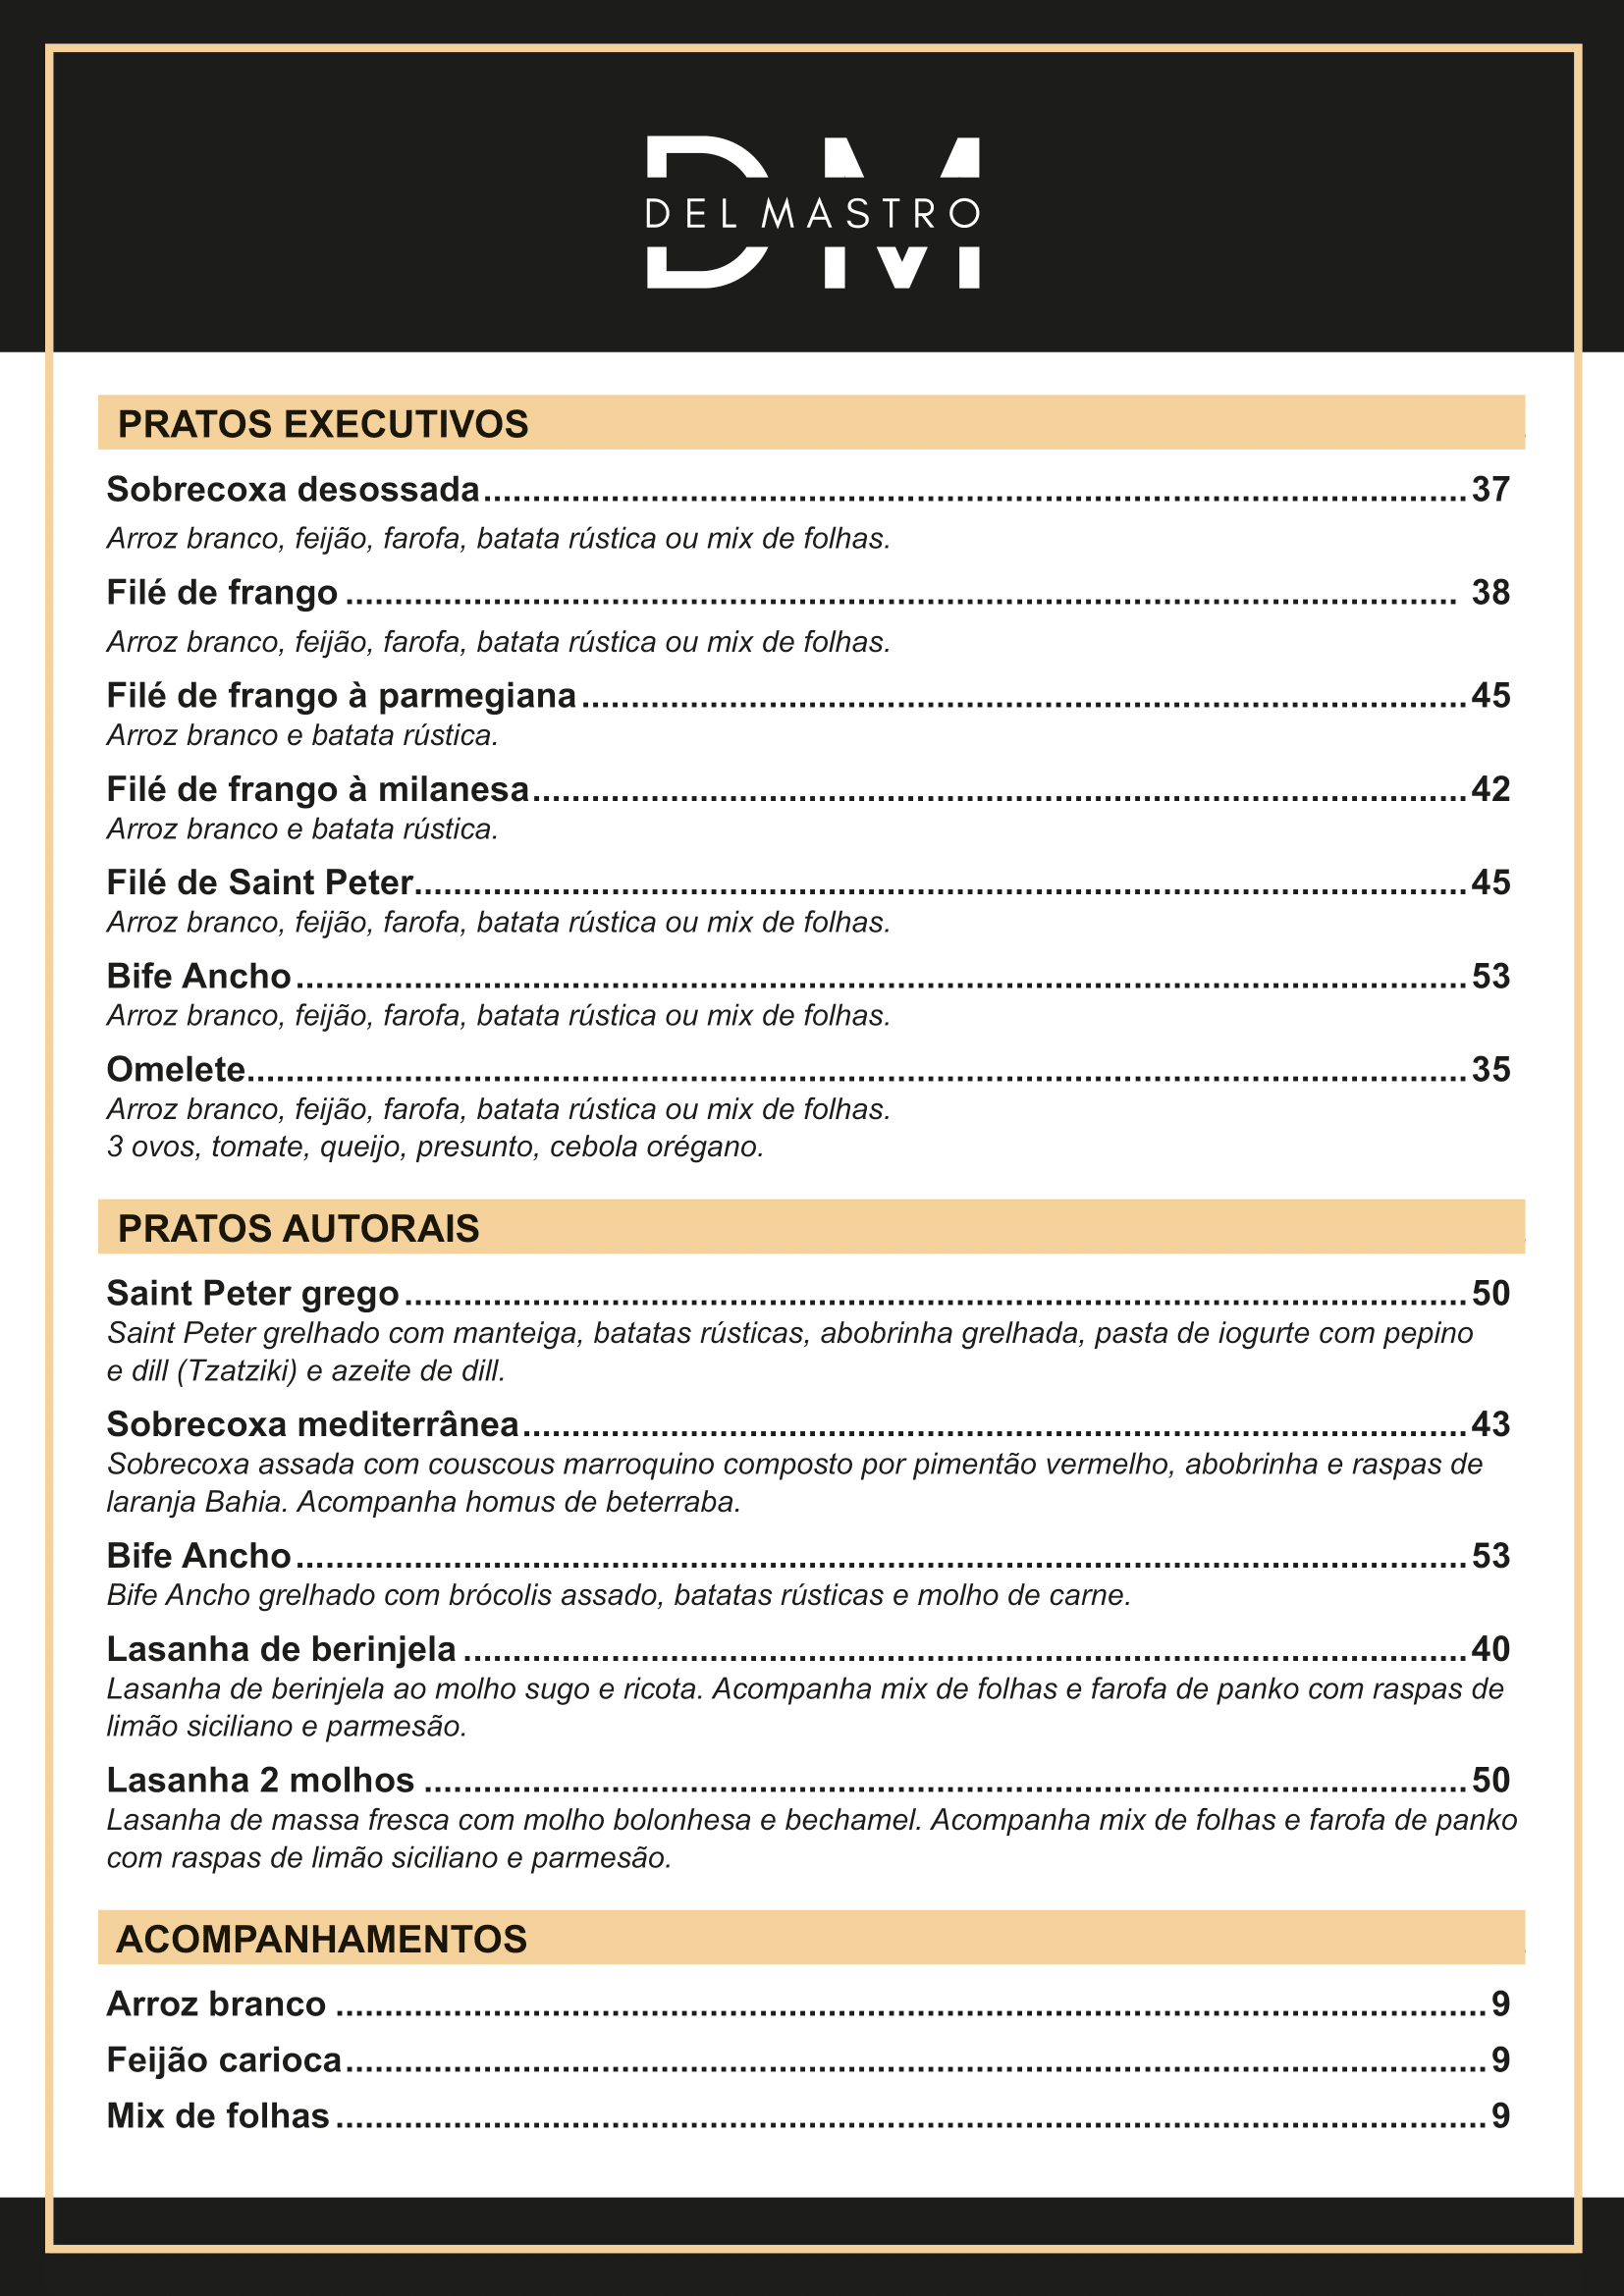 DM
DEL MASTRO
PRATOS EXECUTIVOS
Sobrecoxa desossada 37
Arroz branco, feijão, farofa, batata rústica ou mix de folhas.
Filé de frango 38
Arroz branco, feijão, farofa, batata rústica ou mix de folhas.
Filé de frango à parmegiana 45
Arroz branco e batata rústica.
Filé de frango à milanesa 42
Arroz branco e batata rústica.
Filé de Saint Peter 45
Arroz branco, feijão, farofa, batata rústica ou mix de folhas.
Bife Ancho 53
Arroz branco, feijão, farofa, batata rústica ou mix de folhas.
Omelete 35
Arroz branco, feijão, farofa, batata rústica ou mix de folhas.
3 ovos, tomate, queijo, presunto, cebola orégano.
PRATOS AUTORAIS
Saint Peter grego 50
Saint Peter grelhado com manteiga, batatas rústicas, abobrinha grelhada, pasta de iogurte com pepino
e dill (Tzatziki) e azeite de dill.
Sobrecoxa mediterrânea 43
Sobrecoxa assada com couscous marroquino composto por pimentão vermelho, abobrinha e raspas de
laranja Bahia. Acompanha homus de beterraba.
Bife Ancho 53
Bife Ancho grelhado com brócolis assado, batatas rústicas e molho de carne.
Lasanha de berinjela 40
Lasanha de berinjela ao molho sugo e ricota. Acompanha mix de folhas e farofa de panko com raspas de
limão siciliano e parmesão.
Lasanha 2 molhos 50
Lasanha de massa fresca com molho bolonhesa e bechamel. Acompanha mix de folhas e farofa de panko
com raspas de limão siciliano e parmesão.
ACOMPANHAMENTOS
Arroz branco 9
Feijão carioca 9
Mix de folhas 9